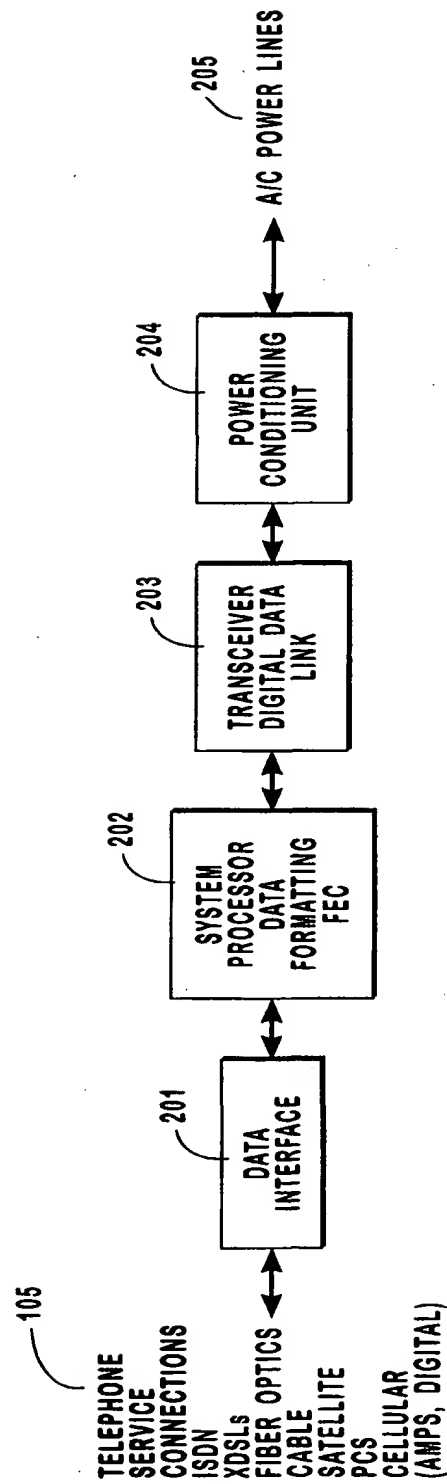 105
TELEPHONE
SERVICE
CONNECTIONS
ISDN
XDSLs
FIBER OPTICS
CABLE
SATELLITE
PCS
CELLULAR
(AMPS, DIGITAL)
201
DATA
INTERFACE
202
SYSTEM
PROCESSOR
DATA
FORMATTING
FEC
203
TRANSCEIVER
DIGITAL DATA
LINK
204
POWER
CONDITIONING
UNIT
205
A/C POWER LINES